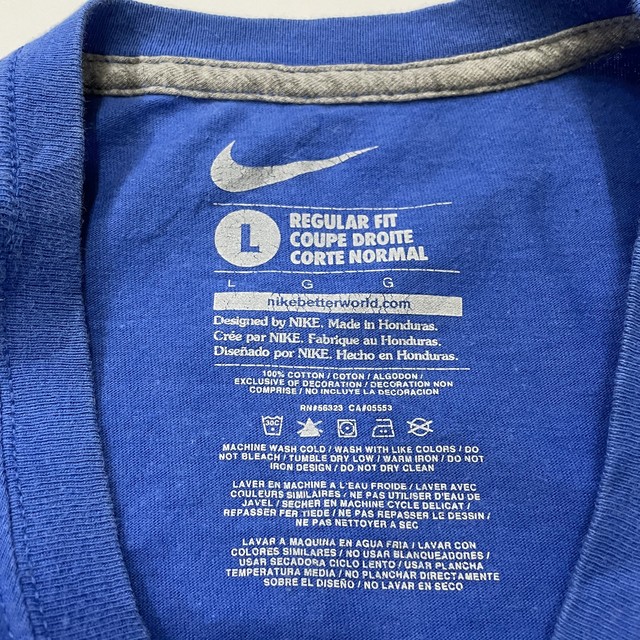 L
REGULAR FIT
COUPE DROITE
CORTE NORMAL
L G G
nikebetterworld.com
Designed by NIKE. Made in Honduras.
Crée par NIKE. Fabrique au Honduras.
Diseñado por NIKE. Hecho en Honduras.
100% COTTON / COTON / ALGODON /
EXCLUSIVE OF DECORATION / DECORATION NON
COMPRISE / NO INCLUYE LA DECORACION
RN#56323 CA#05553
30C
MACHINE WASH COLD / WASH WITH LIKE COLORS / DO
NOT BLEACH / TUMBLE DRY LOW / WARM IRON / DO NOT
IRON DESIGN / DO NOT DRY CLEAN
LAVER EN MACHINE A L'EAU FROIDE / LAVER AVEC
COULEURS SIMILAIRES / NE PAS UTILISER D'EAU DE
JAVEL / SECHER EN MACHINE CYCLE DELICAT /
REPASSER FER TIEDE / NE PAS REPASSER LE DESSIN /
NE PAS NETTOYER A SEC
LAVAR A MAQUINA EN AGUA FRIA / LAVAR CON
COLORES SIMILARES / NO USAR BLANQUEADORES /
USAR SECADORA CICLO LENTO / USAR PLANCHA
TEMPERATURA MEDIA / NO PLANCHAR DIRECTAMENTE
SOBRE EL DISEÑO / NO LAVAR EN SECO